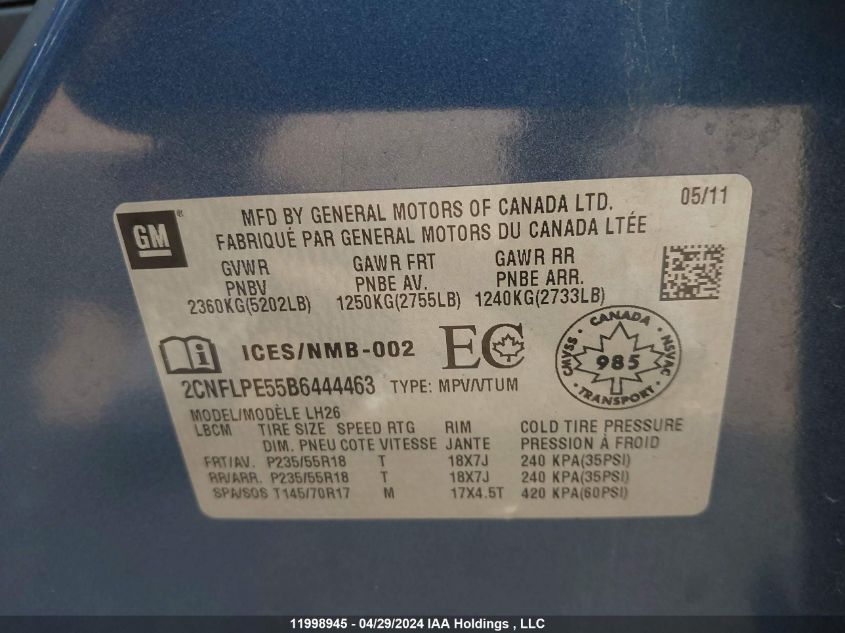 GM ®
MFD BY GENERAL MOTORS OF CANADA LTD. 05/11
FABRIQUÉ PAR GENERAL MOTORS DU CANADA LTÉE
GVWR GAWR FRT GAWR RR
PNBV PNBE AV. PNBE ARR.
2360KG(5202LB) 1250KG(2755LB) 1240KG(2733LB)
i ICES/NMB-002 EC
CANADA
CMVSS 985 NSVAC
TRANSPORT
2CNFLPE55B6444463 TYPE: MPV/VTUM
MODEL/MODÈLE LH26
LBCM TIRE SIZE SPEED RTG RIM COLD TIRE PRESSURE
DIM. PNEU COTE VITESSE JANTE PRESSION À FROID
FRT/AV. P235/55R18 T 18X7J 240 KPA(35PSI)
RR/ARR. P235/55R18 T 18X7J 240 KPA(35PSI)
SPA/SOS T145/70R17 M 17X4.5T 420 KPA(60PSI)
11998945 - 04/29/2024 IAA Holdings , LLC